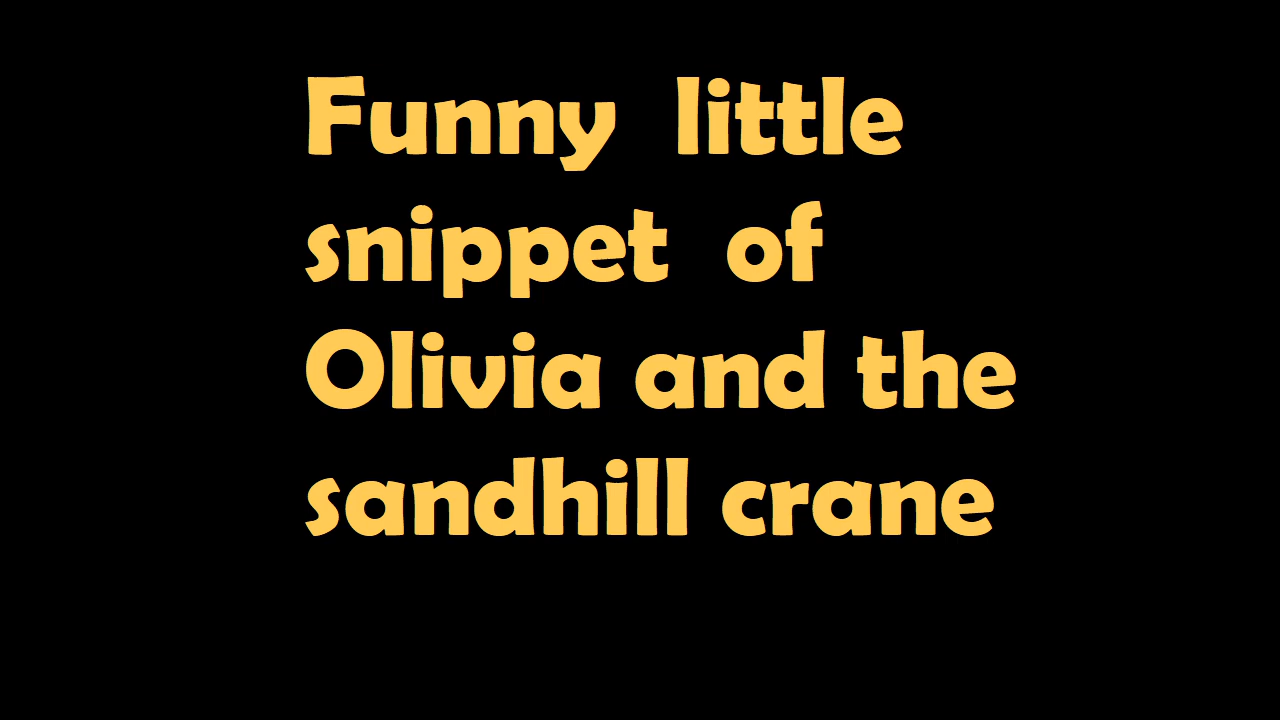 Funny  little
snippet  of
Olivia and the
sandhill crane